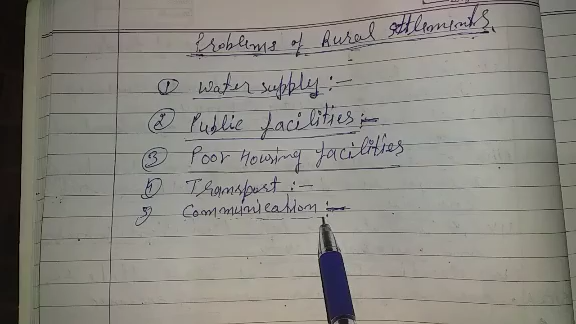 Problems of Rural settlements
① Water supply :-
② Public facilities :-
③ Poor Housing facilities
④ Transport :-
5) Communication :-